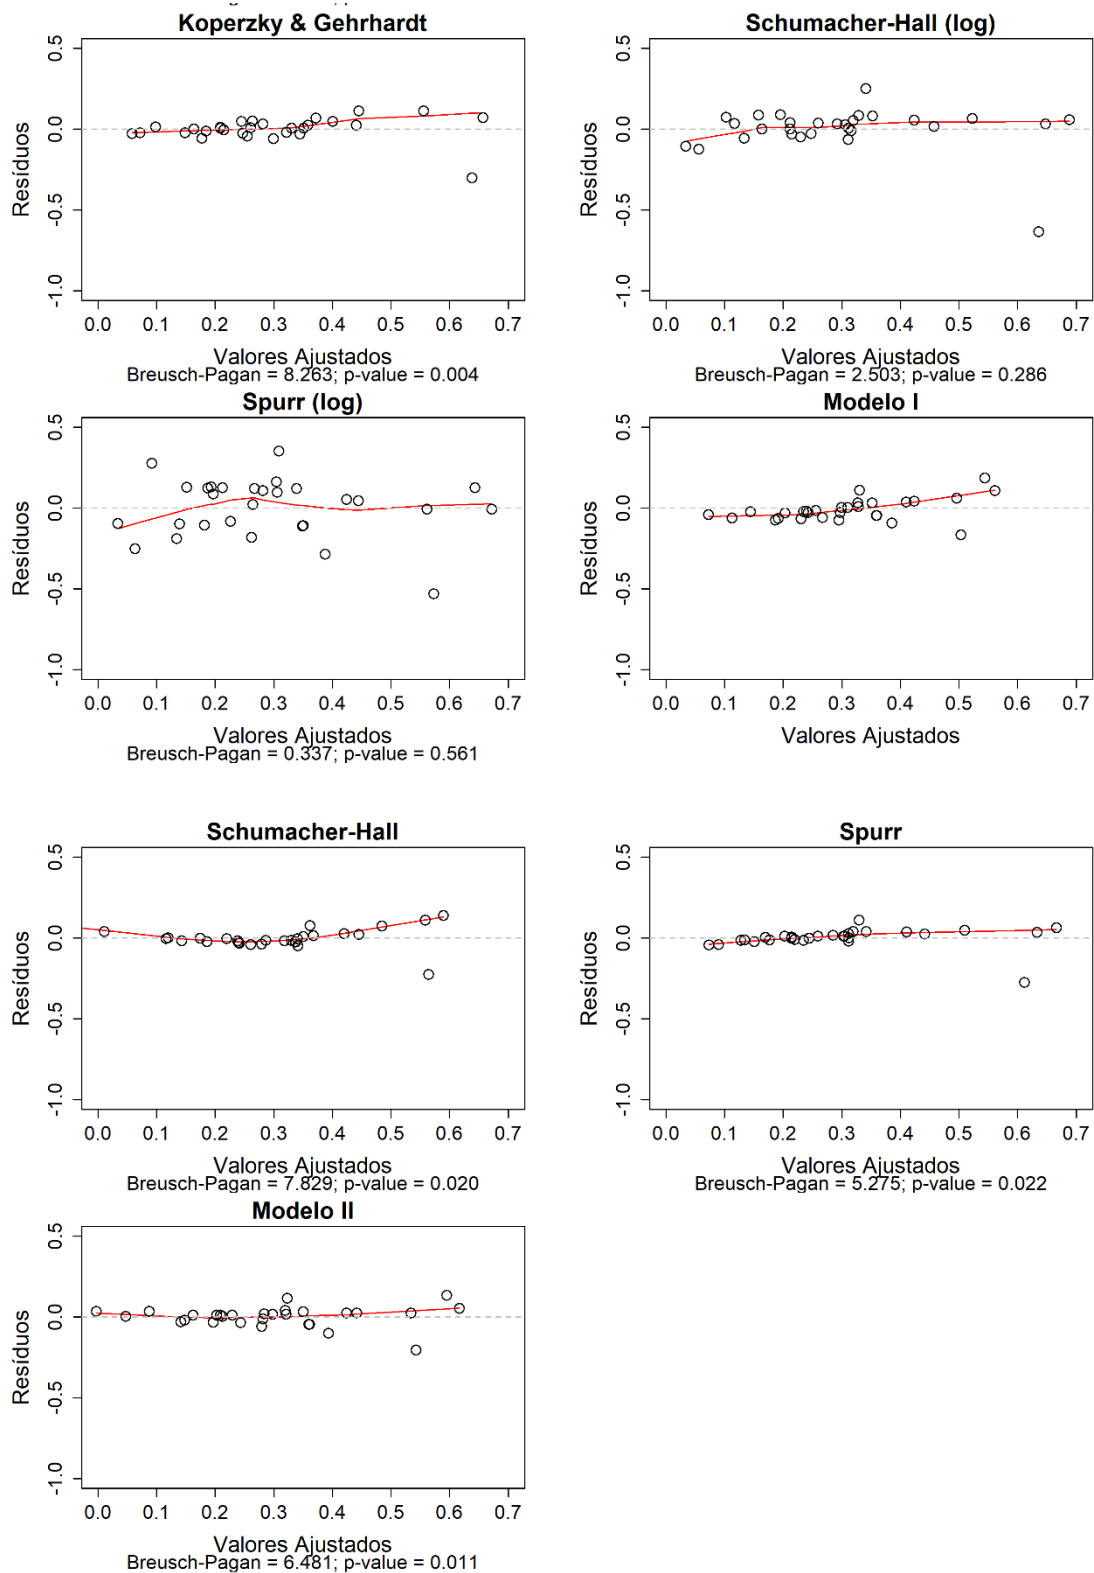 Koperzky & Gehrhardt
Resíduos
0.5
0.0
-0.5
-1.0
0.0 0.1 0.2 0.3 0.4 0.5 0.6 0.7
Valores Ajustados
Breusch-Pagan = 8.263; p-value = 0.004
Schumacher-Hall (log)
Resíduos
0.5
0.0
-0.5
-1.0
0.0 0.1 0.2 0.3 0.4 0.5 0.6 0.7
Valores Ajustados
Breusch-Pagan = 2.503; p-value = 0.286
Spurr (log)
Resíduos
0.5
0.0
-0.5
-1.0
0.0 0.1 0.2 0.3 0.4 0.5 0.6 0.7
Valores Ajustados
Breusch-Pagan = 0.337; p-value = 0.561
Modelo I
Resíduos
0.5
0.0
-0.5
-1.0
0.0 0.1 0.2 0.3 0.4 0.5 0.6 0.7
Valores Ajustados
Schumacher-Hall
Resíduos
0.5
0.0
-0.5
-1.0
0.0 0.1 0.2 0.3 0.4 0.5 0.6 0.7
Valores Ajustados
Breusch-Pagan = 7.829; p-value = 0.020
Spurr
Resíduos
0.5
0.0
-0.5
-1.0
0.0 0.1 0.2 0.3 0.4 0.5 0.6 0.7
Valores Ajustados
Breusch-Pagan = 5.275; p-value = 0.022
Modelo II
Resíduos
0.5
0.0
-0.5
-1.0
0.0 0.1 0.2 0.3 0.4 0.5 0.6 0.7
Valores Ajustados
Breusch-Pagan = 6.481; p-value = 0.011